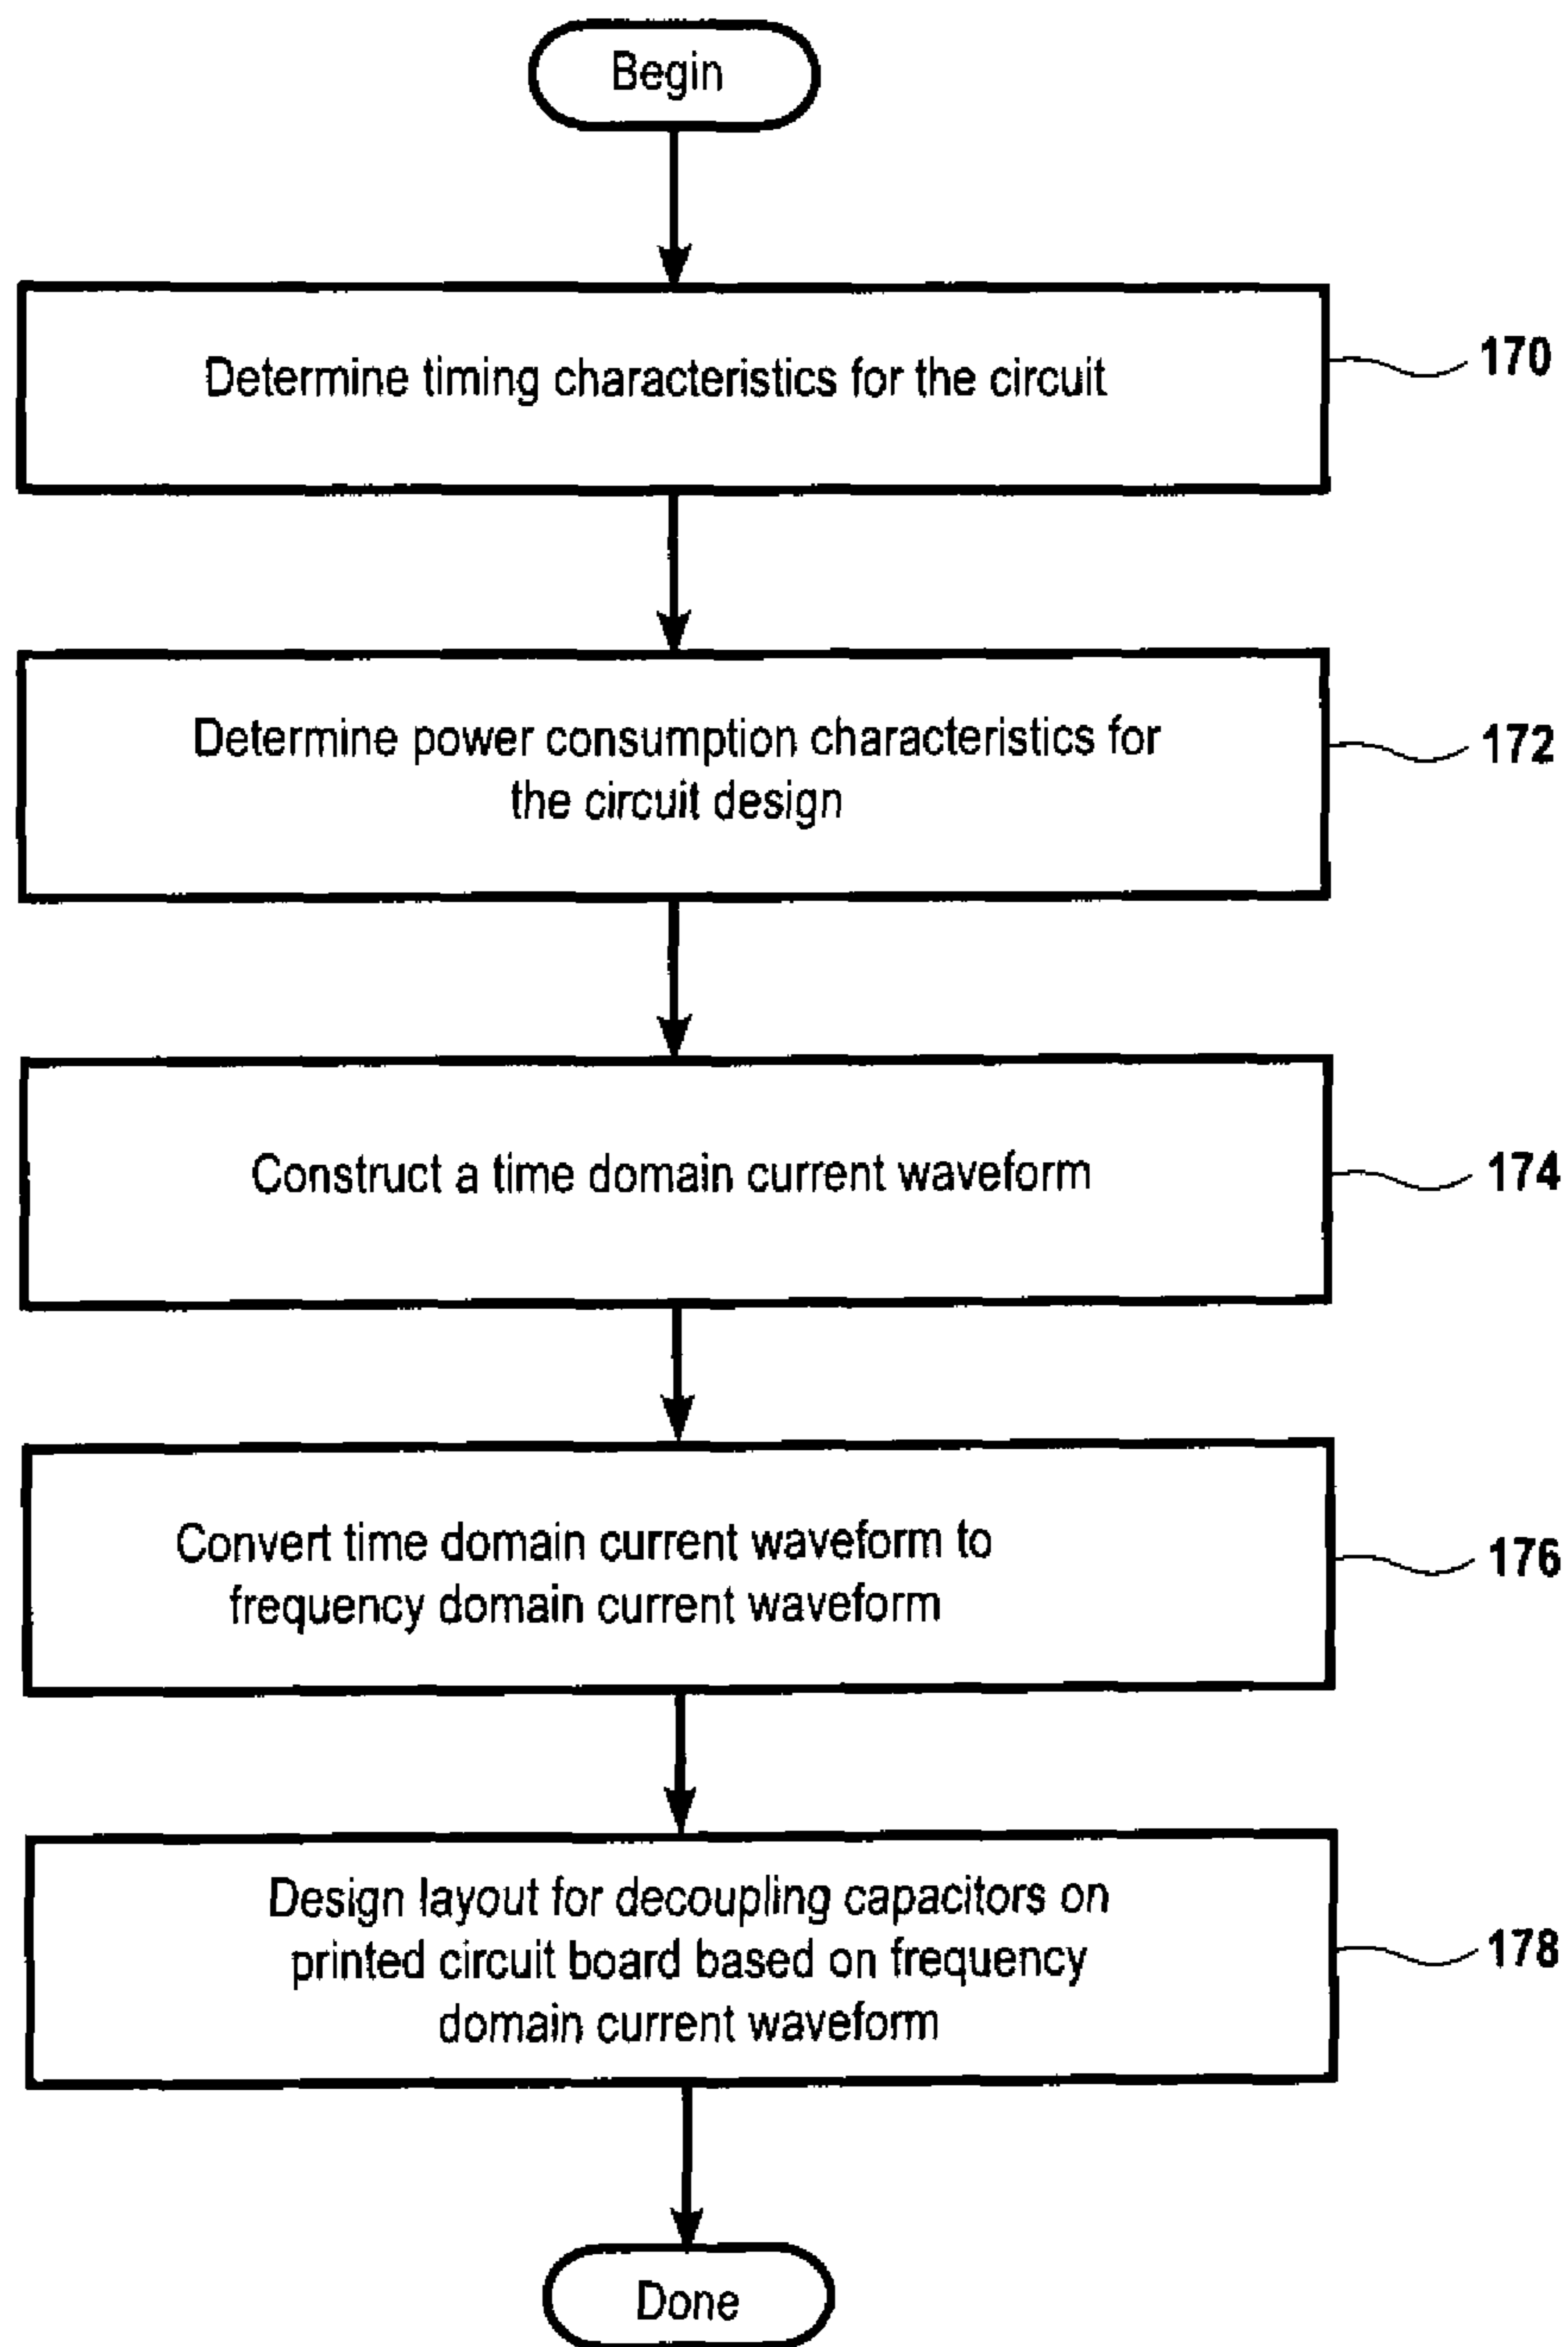 Begin
Determine timing characteristics for the circuit
170
Determine power consumption characteristics for
the circuit design
172
Construct a time domain current waveform
174
Convert time domain current waveform to
frequency domain current waveform
176
Design layout for decoupling capacitors on
printed circuit board based on frequency
domain current waveform
178
Done